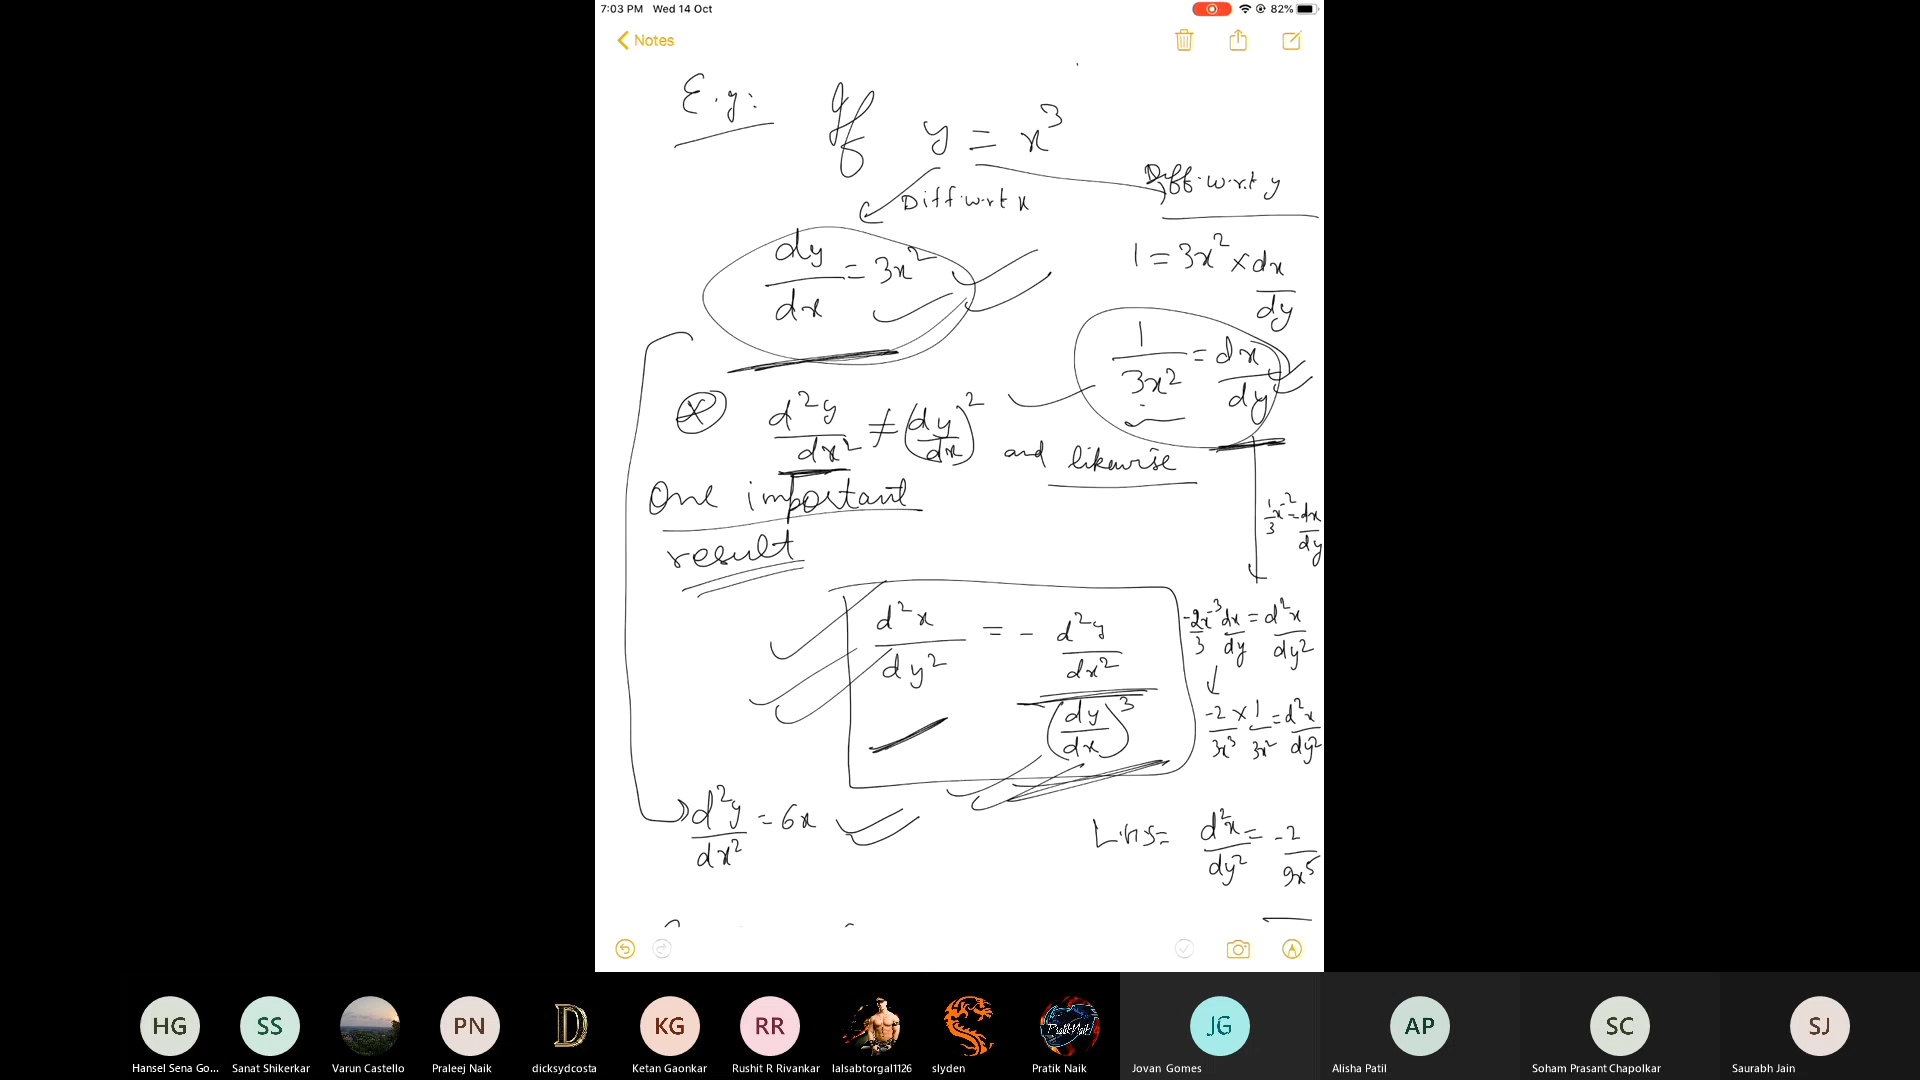 7:03 PM Wed 14 Oct
82%
Notes
E.g:
If y = x³
Diff w.r.t x
Diff. w.r.t y
dy/dx = 3x²
1 = 3x² × dx/dy
1/3x² = dx/dy
* d²y/dx² ≠ (dy/dx)² and likewise
One important
result
1/3 x⁻² = dx/dy
d²x/dy² = - d²y/dx² / (dy/dx)³
-2/3 x⁻³ dx/dy = d²x/dy²
-2/3x³ × 1/3x² = d²x/dy²
d²y/dx² = 6x
LHS = d²x/dy² = -2/9x⁵
HG
SS
PN
D
KG
RR
PratikNaik
JG
AP
SC
SJ
Hansel Sena Go...
Sanat Shikerkar
Varun Castello
Praleej Naik
dicksydcosta
Ketan Gaonkar
Rushit R Rivankar
lalsabtorgal1126
slyden
Pratik Naik
Jovan Gomes
Alisha Patil
Soham Prasant Chapolkar
Saurabh Jain